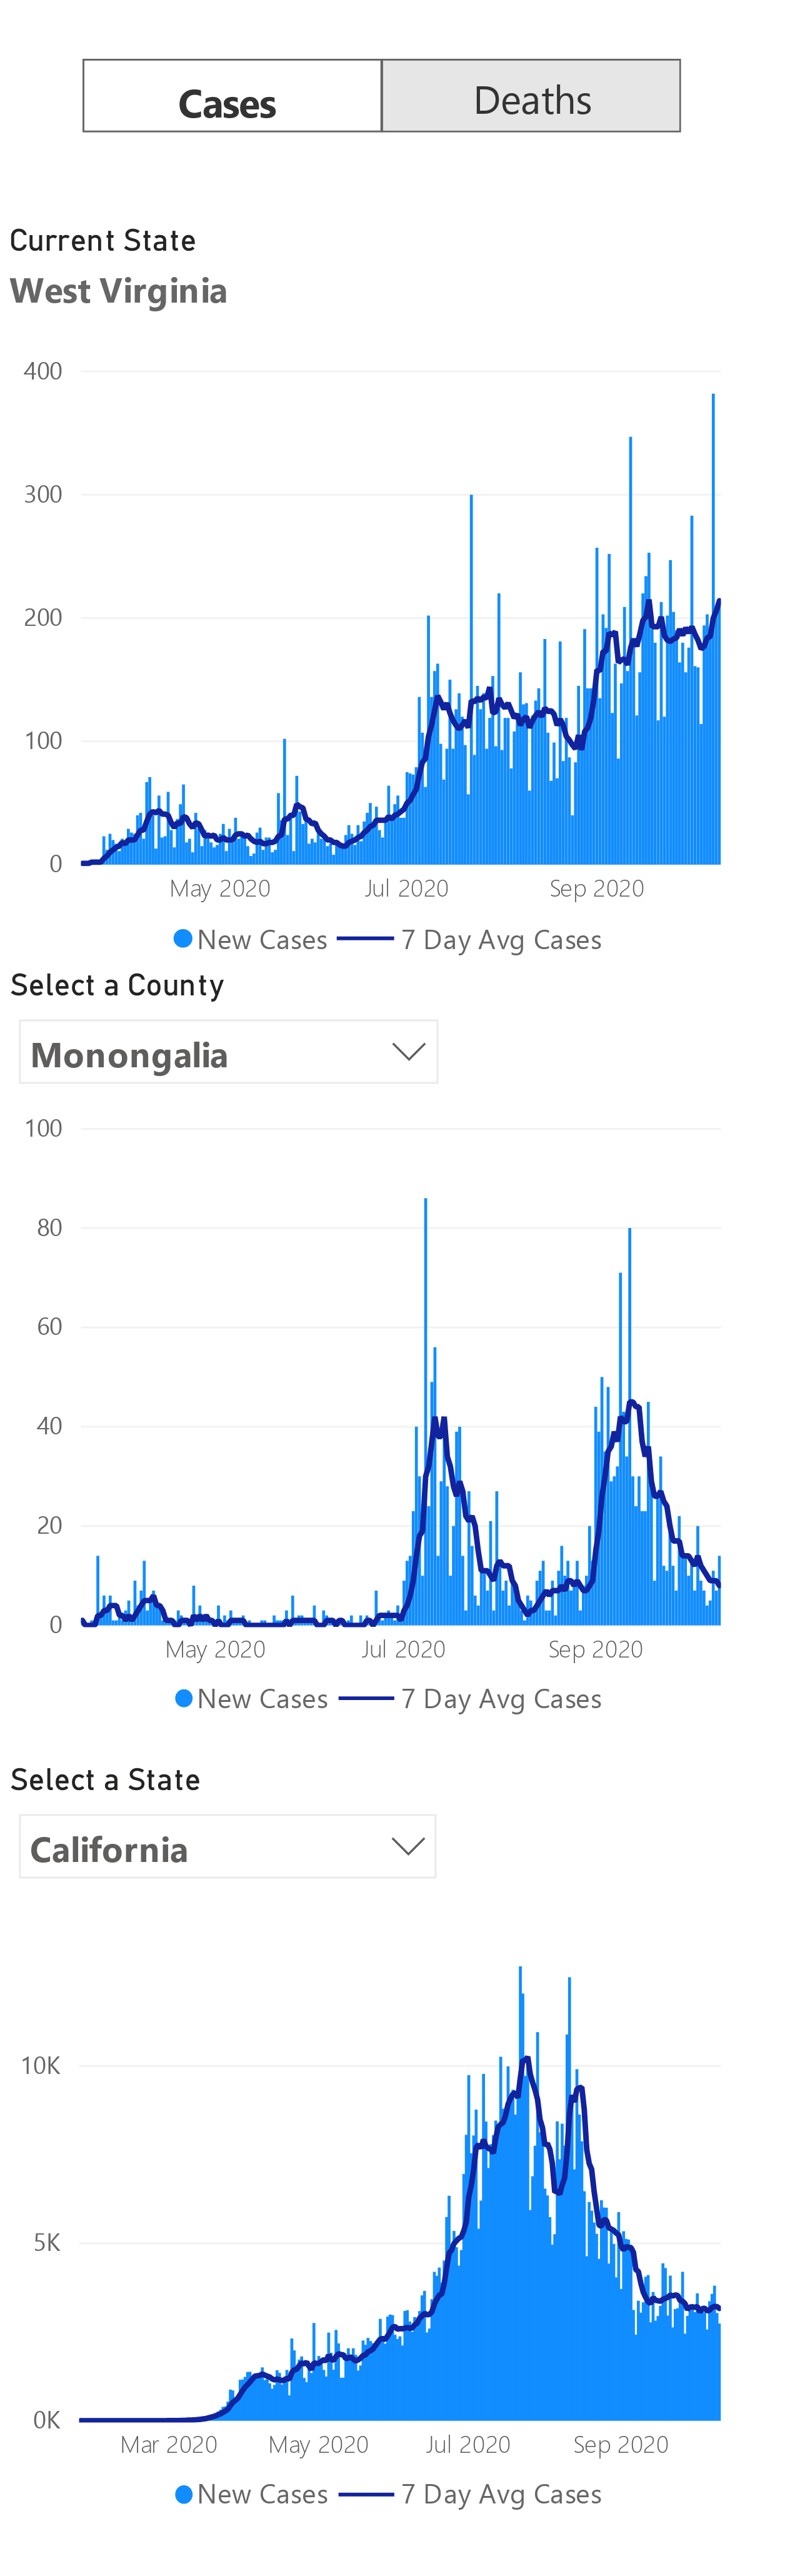 Cases Deaths
Current State
West Virginia
400
300
200
100
0
May 2020 Jul 2020 Sep 2020
New Cases 7 Day Avg Cases
Select a County
Monongalia
100
80
60
40
20
0
May 2020 Jul 2020 Sep 2020
New Cases 7 Day Avg Cases
Select a State
California
10K
5K
0K
Mar 2020 May 2020 Jul 2020 Sep 2020
New Cases 7 Day Avg Cases